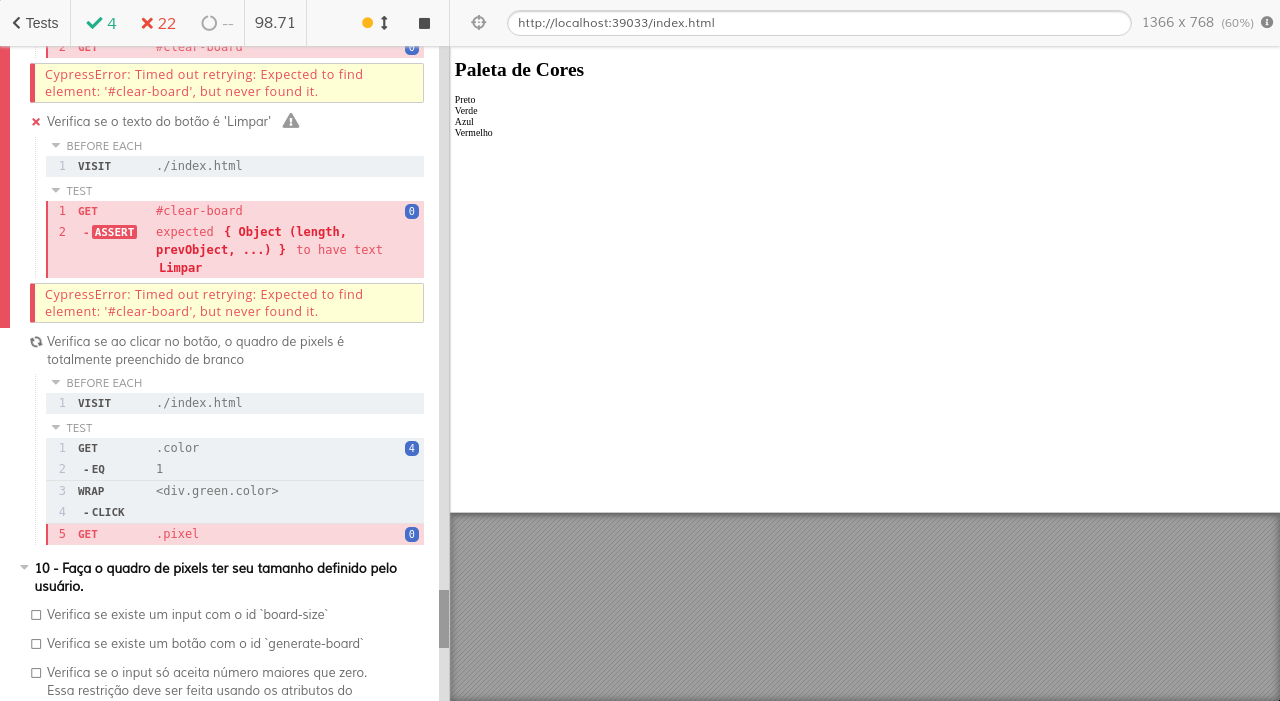 Tests 4 22 -- 98.71 http://localhost:39033/index.html 1366 x 768 (60%)
2 GET #clear-board 0
CypressError: Timed out retrying: Expected to find
element: '#clear-board', but never found it.
Verifica se o texto do botão é 'Limpar'
BEFORE EACH
1 VISIT ./index.html
TEST
1 GET #clear-board 0
2 -ASSERT expected { Object (length,
prevObject, ...) } to have text
Limpar
CypressError: Timed out retrying: Expected to find
element: '#clear-board', but never found it.
Verifica se ao clicar no botão, o quadro de pixels é
totalmente preenchido de branco
BEFORE EACH
1 VISIT ./index.html
TEST
1 GET .color 4
2 -EQ 1
3 WRAP <div.green.color>
4 -CLICK
5 GET .pixel 0
10 - Faça o quadro de pixels ter seu tamanho definido pelo
usuário.
Verifica se existe um input com o id `board-size`
Verifica se existe um botão com o id `generate-board`
Verifica se o input só aceita número maiores que zero.
Essa restrição deve ser feita usando os atributos do
Paleta de Cores
Preto
Verde
Azul
Vermelho